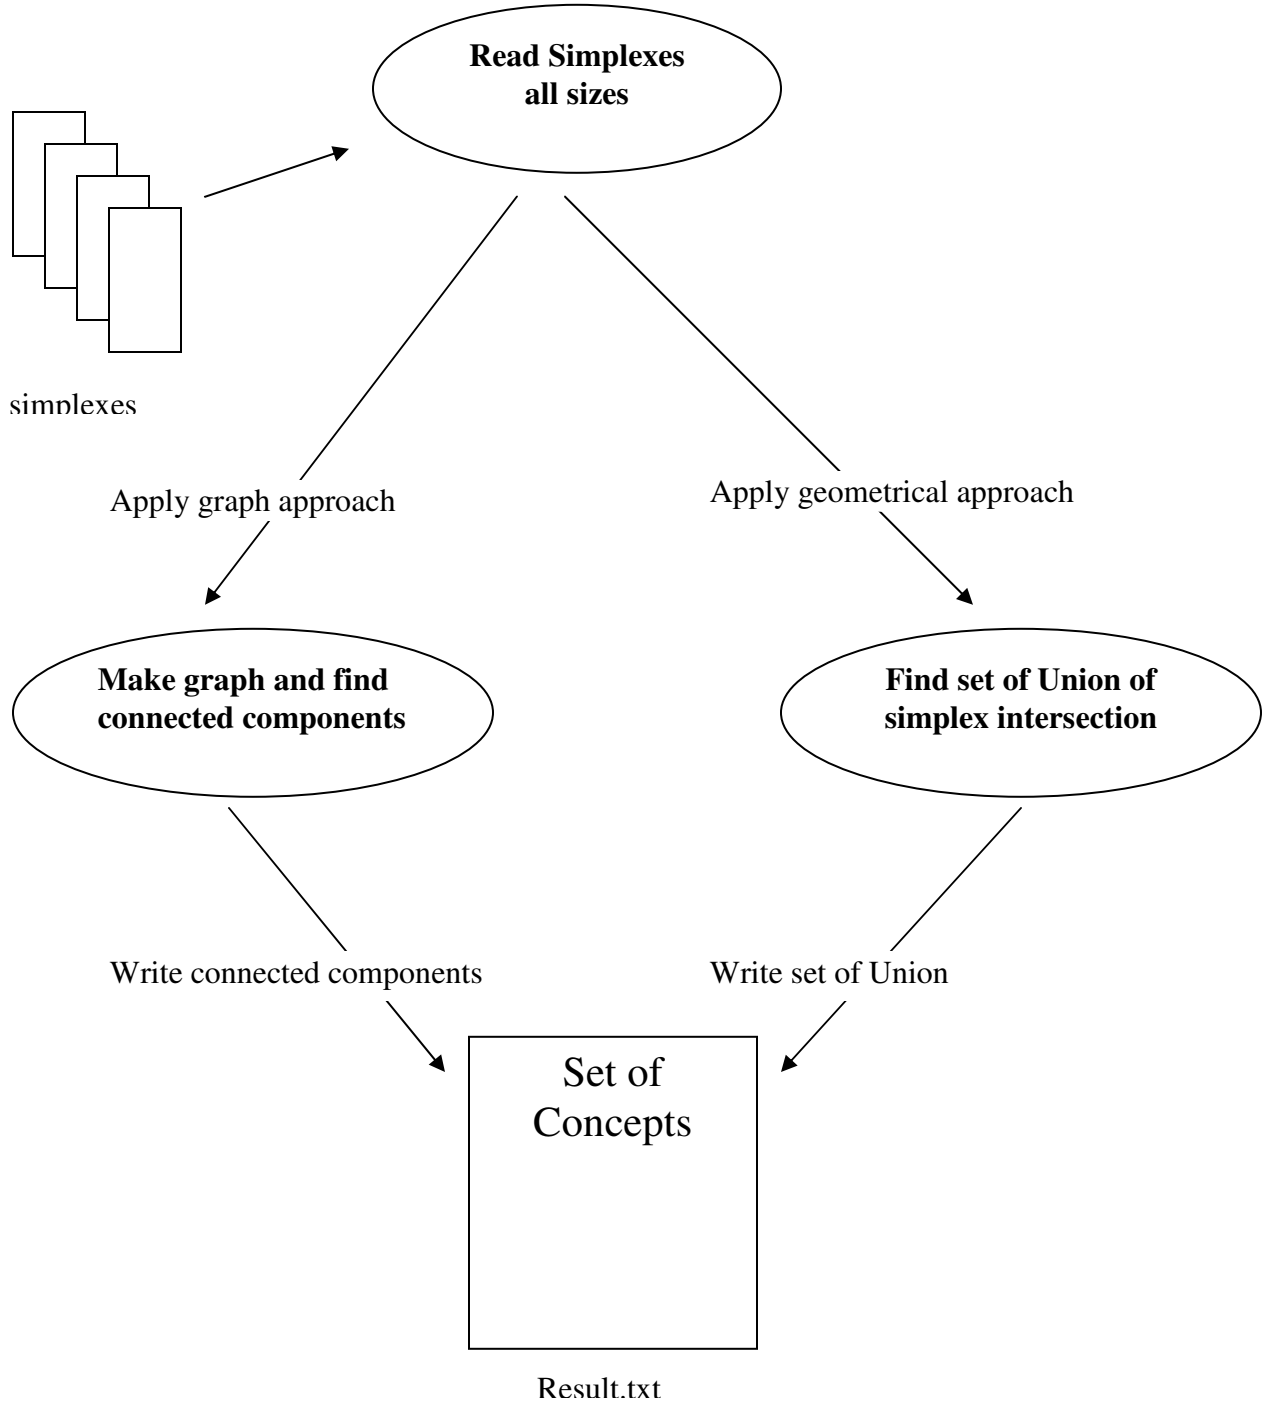 Read Simplexes
all sizes
simplexes
Apply graph approach
Apply geometrical approach
Make graph and find
connected components
Find set of Union of
simplex intersection
Write connected components
Write set of Union
Set of
Concepts
Result.txt